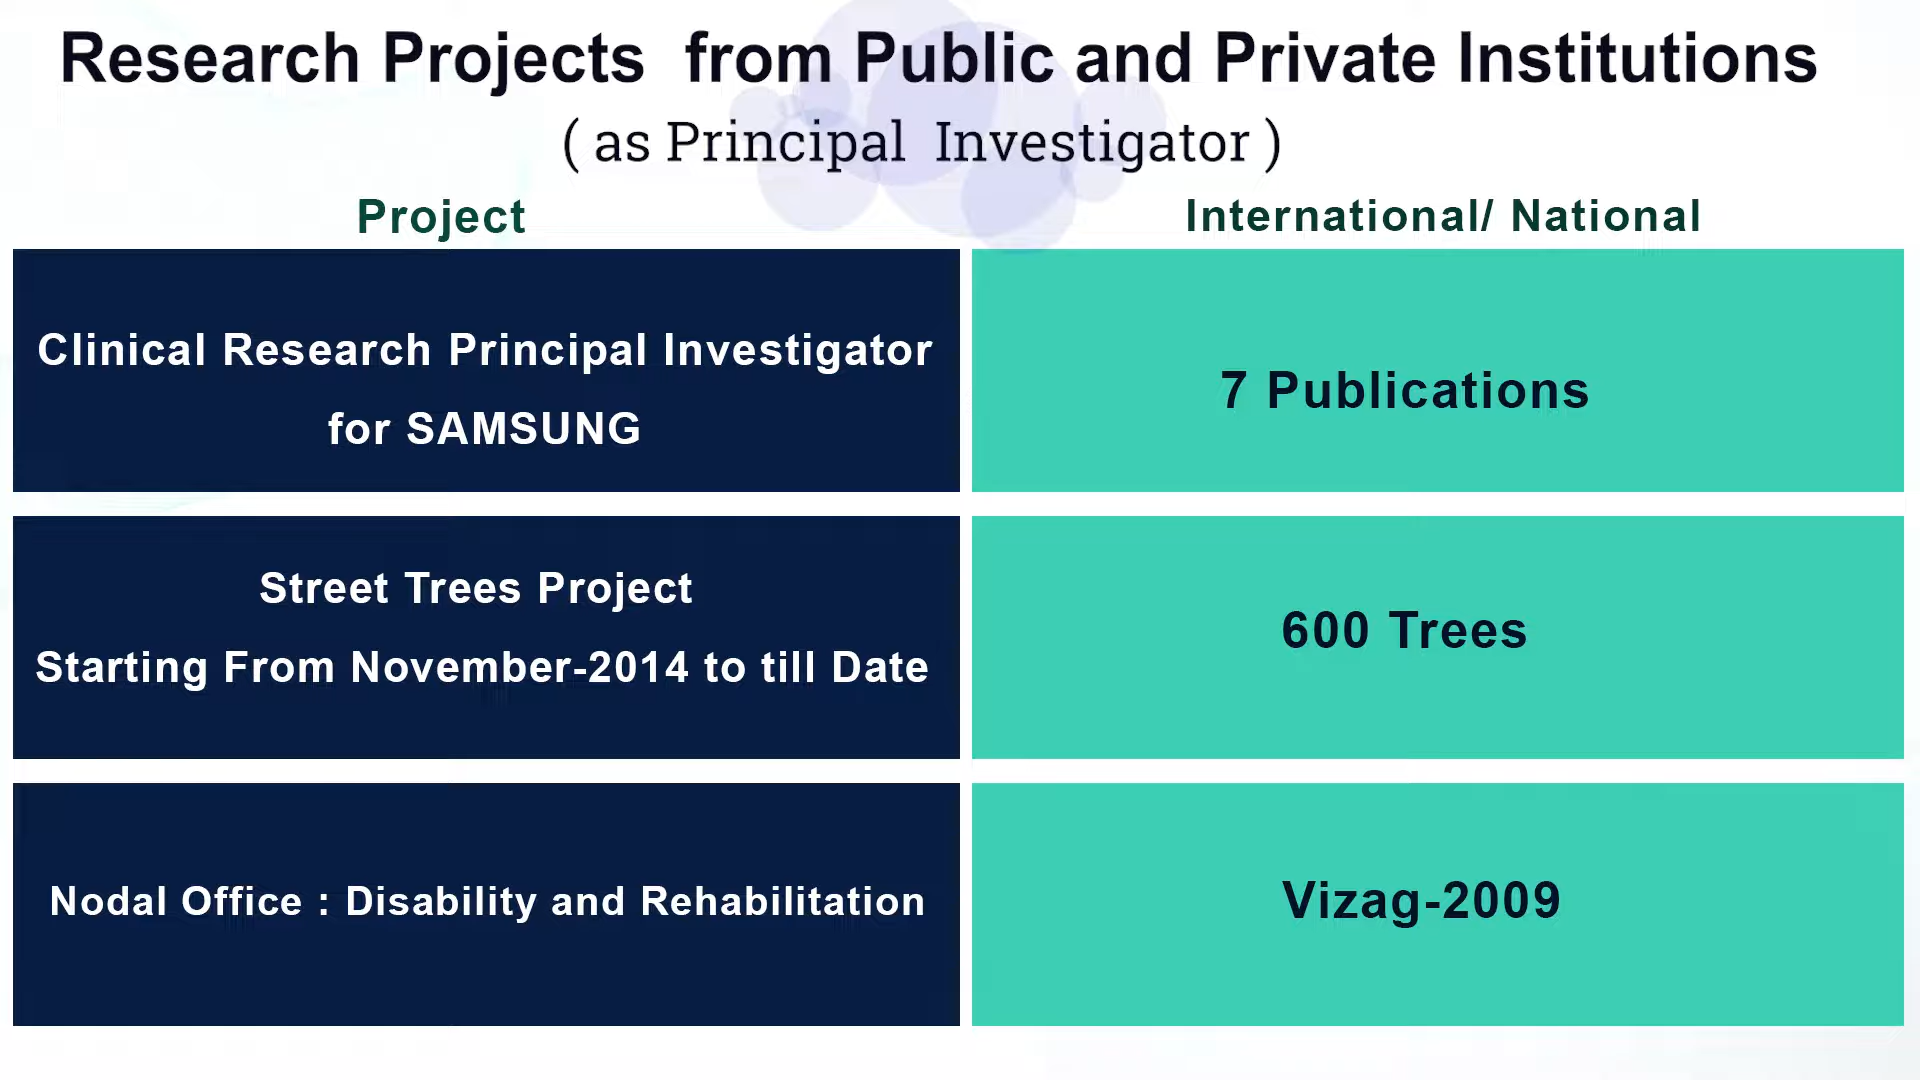 Research Projects from Public and Private Institutions
( as Principal Investigator )
Project
International/ National
Clinical Research Principal Investigator
for SAMSUNG
7 Publications
Street Trees Project
Starting From November-2014 to till Date
600 Trees
Nodal Office : Disability and Rehabilitation
Vizag-2009